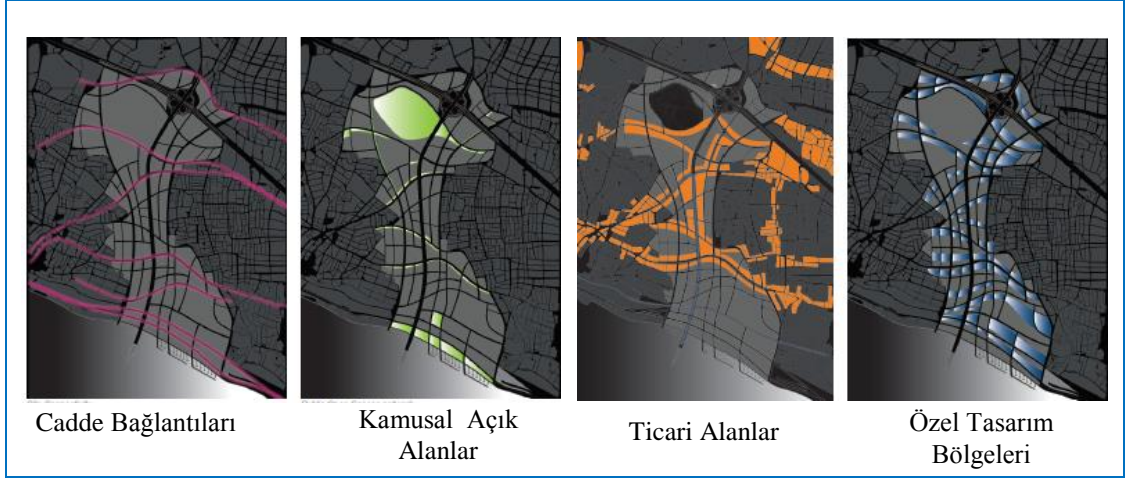 Cadde Bağlantıları
Kamusal Açık
Alanlar
Ticari Alanlar
Özel Tasarım
Bölgeleri